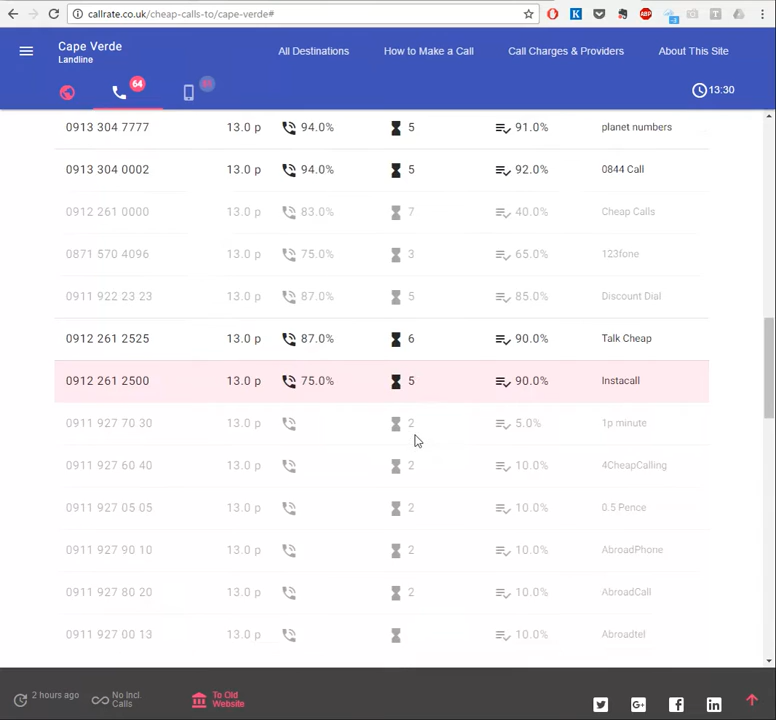 callrate.co.uk/cheap-calls-to/cape-verde#
Cape Verde
Landline
All Destinations
How to Make a Call
Call Charges & Providers
About This Site
64
13:30
0913 304 7777 13.0 p 94.0% 5 91.0% planet numbers
0913 304 0002 13.0 p 94.0% 5 92.0% 0844 Call
0912 261 0000 13.0 p 83.0% 7 40.0% Cheap Calls
0871 570 4096 13.0 p 75.0% 3 65.0% 123fone
0911 922 23 23 13.0 p 87.0% 5 85.0% Discount Dial
0912 261 2525 13.0 p 87.0% 6 90.0% Talk Cheap
0912 261 2500 13.0 p 75.0% 5 90.0% Instacall
0911 927 70 30 13.0 p 2 5.0% 1p minute
0911 927 60 40 13.0 p 2 10.0% 4CheapCalling
0911 927 05 05 13.0 p 2 10.0% 0.5 Pence
0911 927 90 10 13.0 p 2 10.0% AbroadPhone
0911 927 80 20 13.0 p 2 10.0% AbroadCall
0911 927 00 13 13.0 p 10.0% Abroadtel
2 hours ago
No Incl.
Calls
To Old
Website